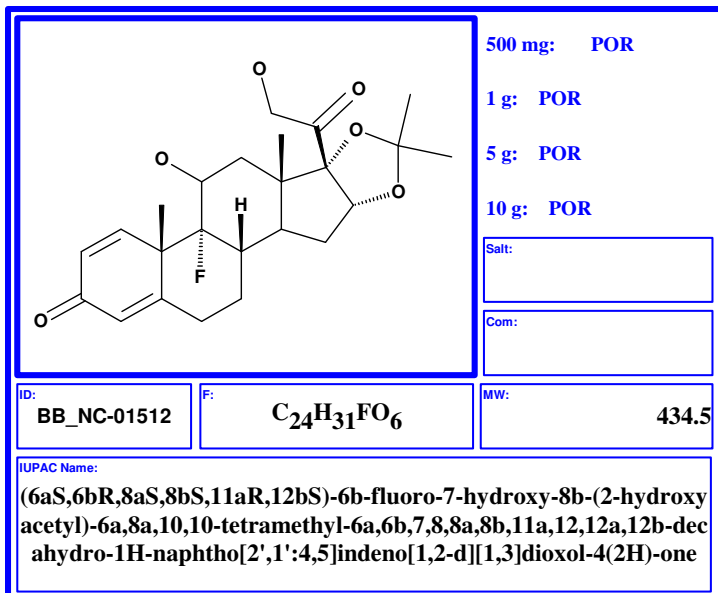 O
O
O
O
O
H
F
O
500 mg: POR
1 g: POR
5 g: POR
10 g: POR
Salt:
Com:
ID:
BB_NC-01512
F:
C24H31FO6
MW:
434.5
IUPAC Name:
(6aS,6bR,8aS,8bS,11aR,12bS)-6b-fluoro-7-hydroxy-8b-(2-hydroxy
acetyl)-6a,8a,10,10-tetramethyl-6a,6b,7,8,8a,8b,11a,12,12a,12b-dec
ahydro-1H-naphtho[2',1':4,5]indeno[1,2-d][1,3]dioxol-4(2H)-one